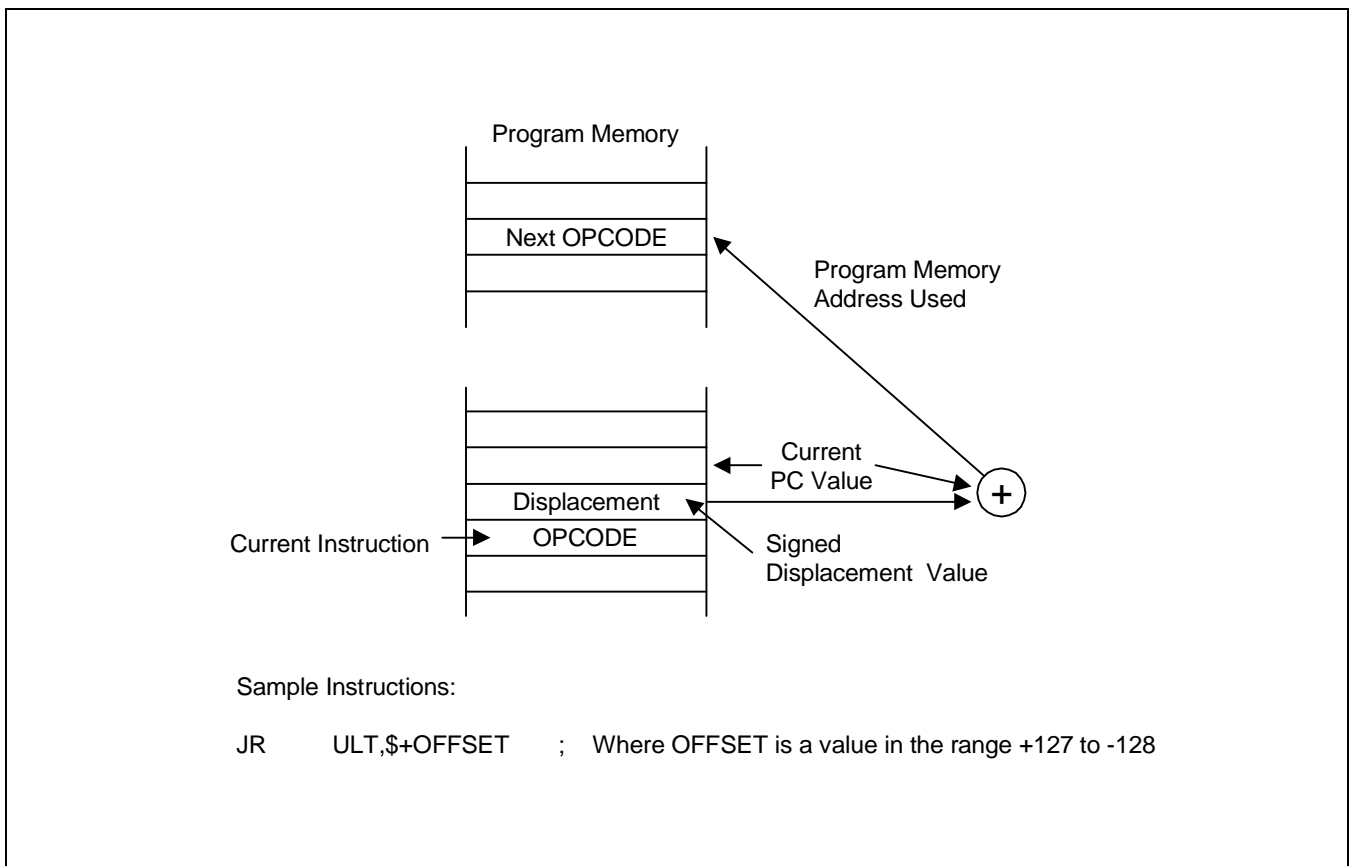 Program Memory
Next OPCODE
Program Memory
Address Used
Current
PC Value
Displacement
+
Current Instruction
OPCODE
Signed
Displacement Value
Sample Instructions:
JR ULT,$+OFFSET ; Where OFFSET is a value in the range +127 to -128